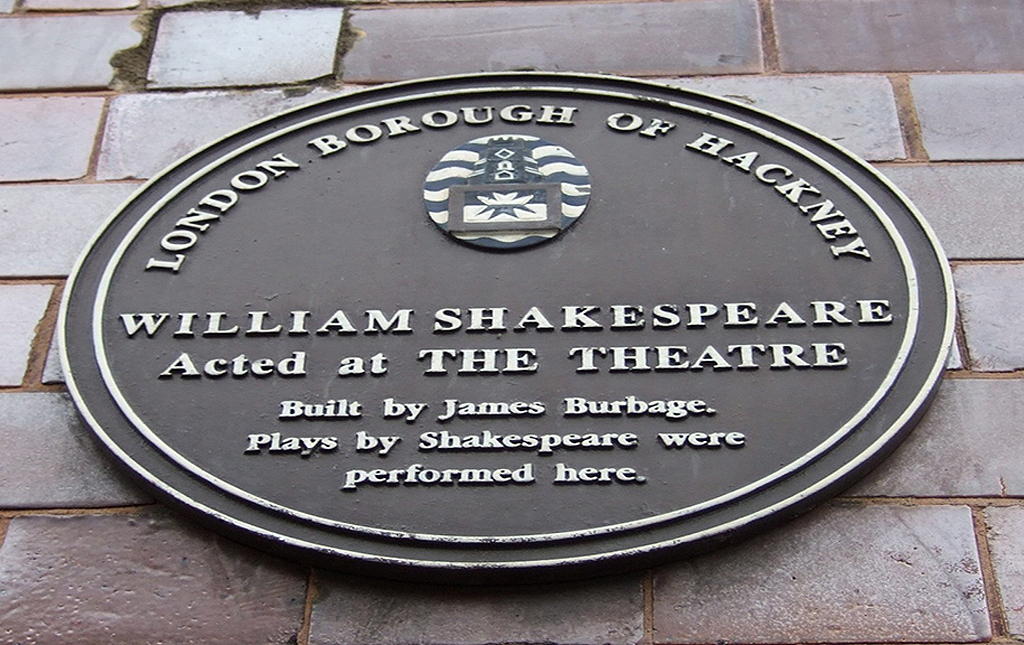 LONDON BOROUGH OF HACKNEY
WILLIAM SHAKESPEARE
Acted at THE THEATRE
Built by James Burbage.
Plays by Shakespeare were
performed here.